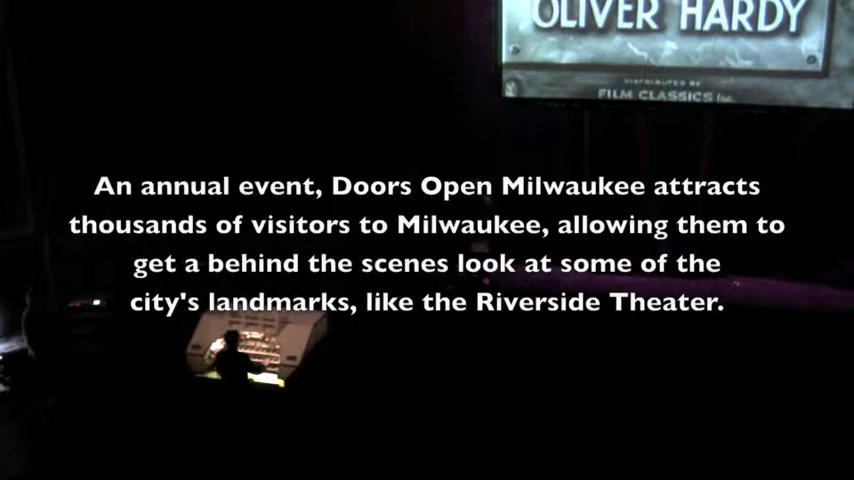 OLIVER HARDY
DISTRIBUTED BY
FILM CLASSICS Inc.
An annual event, Doors Open Milwaukee attracts
thousands of visitors to Milwaukee, allowing them to
get a behind the scenes look at some of the
city's landmarks, like the Riverside Theater.